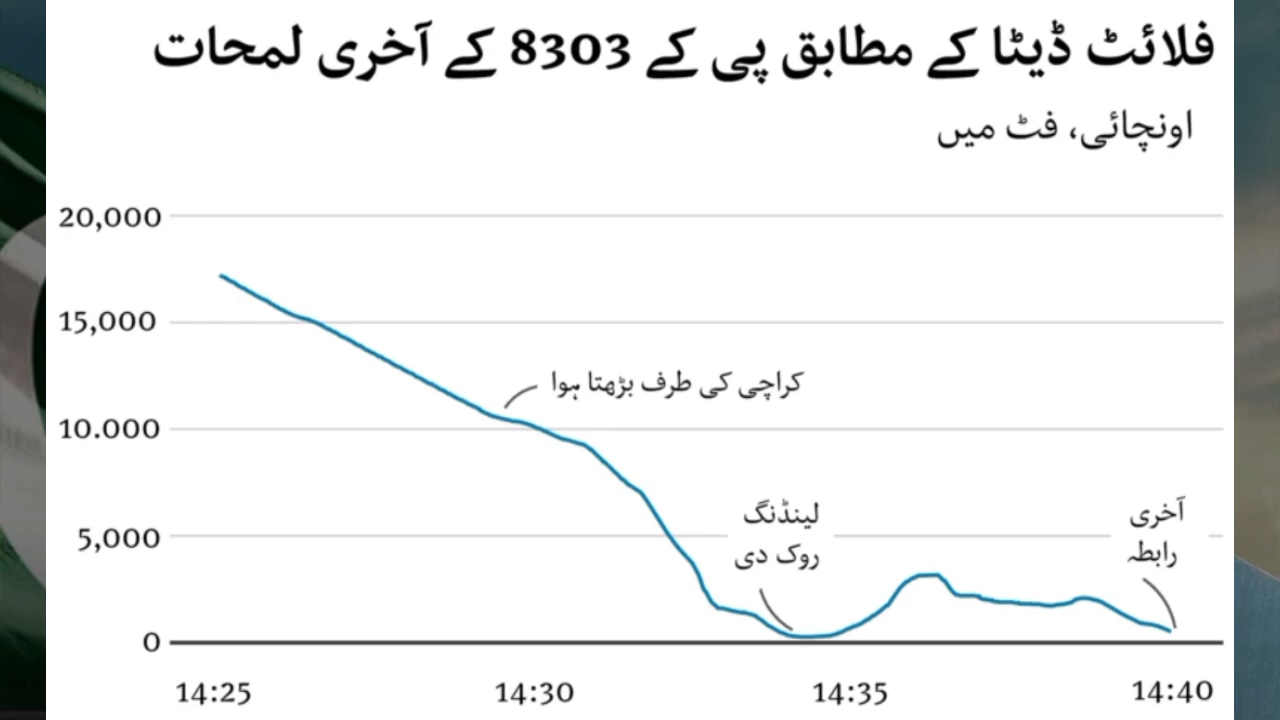 فلائٹ ڈیٹا کے مطابق پی کے 8303 کے آخری لمحات
اونچائی، فٹ میں
20,000
15,000
کراچی کی طرف بڑھتا ہوا
10.000
لینڈنگ
روک دی
آخری
رابطہ
5,000
0
14:25
14:30
14:35
14:40